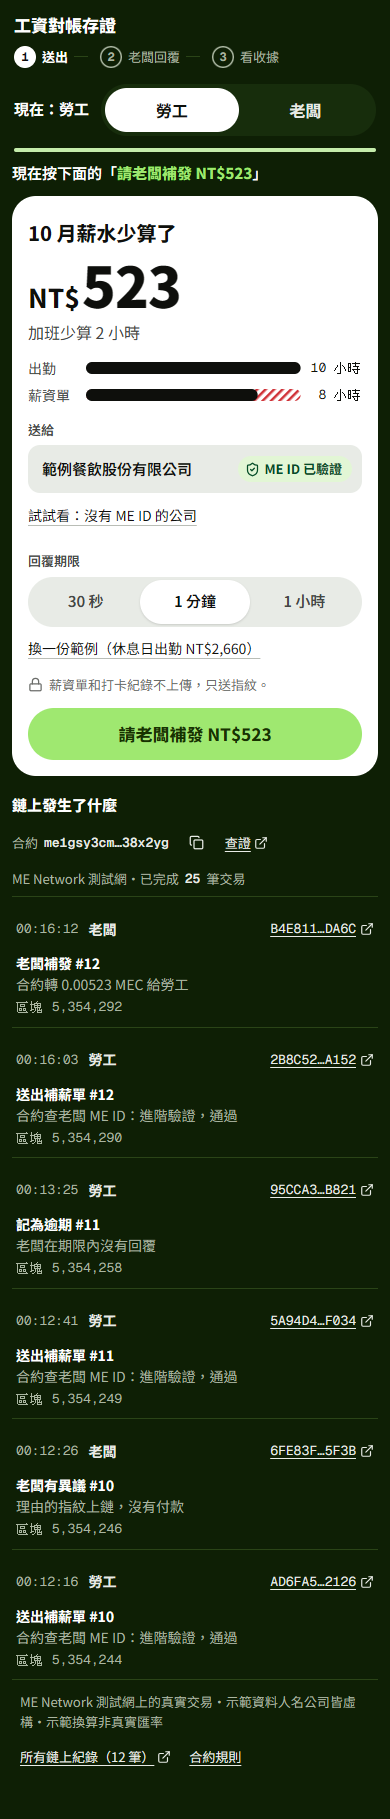 工資對帳存證
1 送出 2 老闆回覆 3 看收據
現在：勞工 勞工 老闆
現在按下面的「請老闆補發 NT$523」
10 月薪水少算了
NT$523
加班少算 2 小時
出勤 10 小時
薪資單 8 小時
送給
範例餐飲股份有限公司 ME ID 已驗證
試試看：沒有 ME ID 的公司
回覆期限
30 秒 1 分鐘 1 小時
換一份範例（休息日出勤 NT$2,660）
薪資單和打卡紀錄不上傳，只送指紋。
請老闆補發 NT$523
鏈上發生了什麼
合約 me1gsy3cm…38x2yg 查證
ME Network 測試網・已完成 25 筆交易
00:16:12 老闆 B4E811…DA6C
老闆補發 #12
合約轉 0.00523 MEC 給勞工
區塊 5,354,292
00:16:03 勞工 2B8C52…A152
送出補薪單 #12
合約查老闆 ME ID：進階驗證，通過
區塊 5,354,290
00:13:25 勞工 95CCA3…B821
記為逾期 #11
老闆在期限內沒有回覆
區塊 5,354,258
00:12:41 勞工 5A94D4…F034
送出補薪單 #11
合約查老闆 ME ID：進階驗證，通過
區塊 5,354,249
00:12:26 老闆 6FE83F…5F3B
老闆有異議 #10
理由的指紋上鏈，沒有付款
區塊 5,354,246
00:12:16 勞工 AD6FA5…2126
送出補薪單 #10
合約查老闆 ME ID：進階驗證，通過
區塊 5,354,244
ME Network 測試網上的真實交易・示範資料人名公司皆虛
構・示範換算非真實匯率
所有鏈上紀錄（12 筆） 合約規則